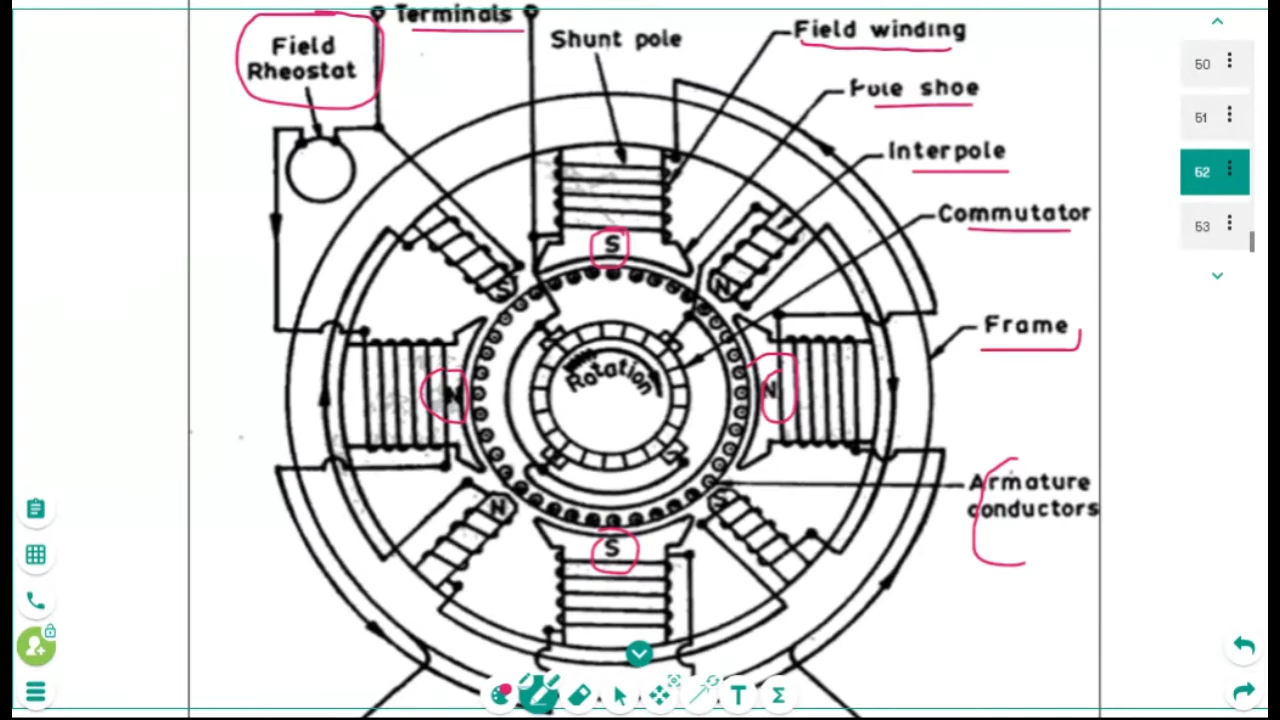 Terminals
Field
Rheostat
Shunt pole
Field winding
Pole shoe
Interpole
Commutator
Frame
Armature
conductors
S
S
N
N
N
Rotation
N
S
S
50
51
52
53
T
Σ